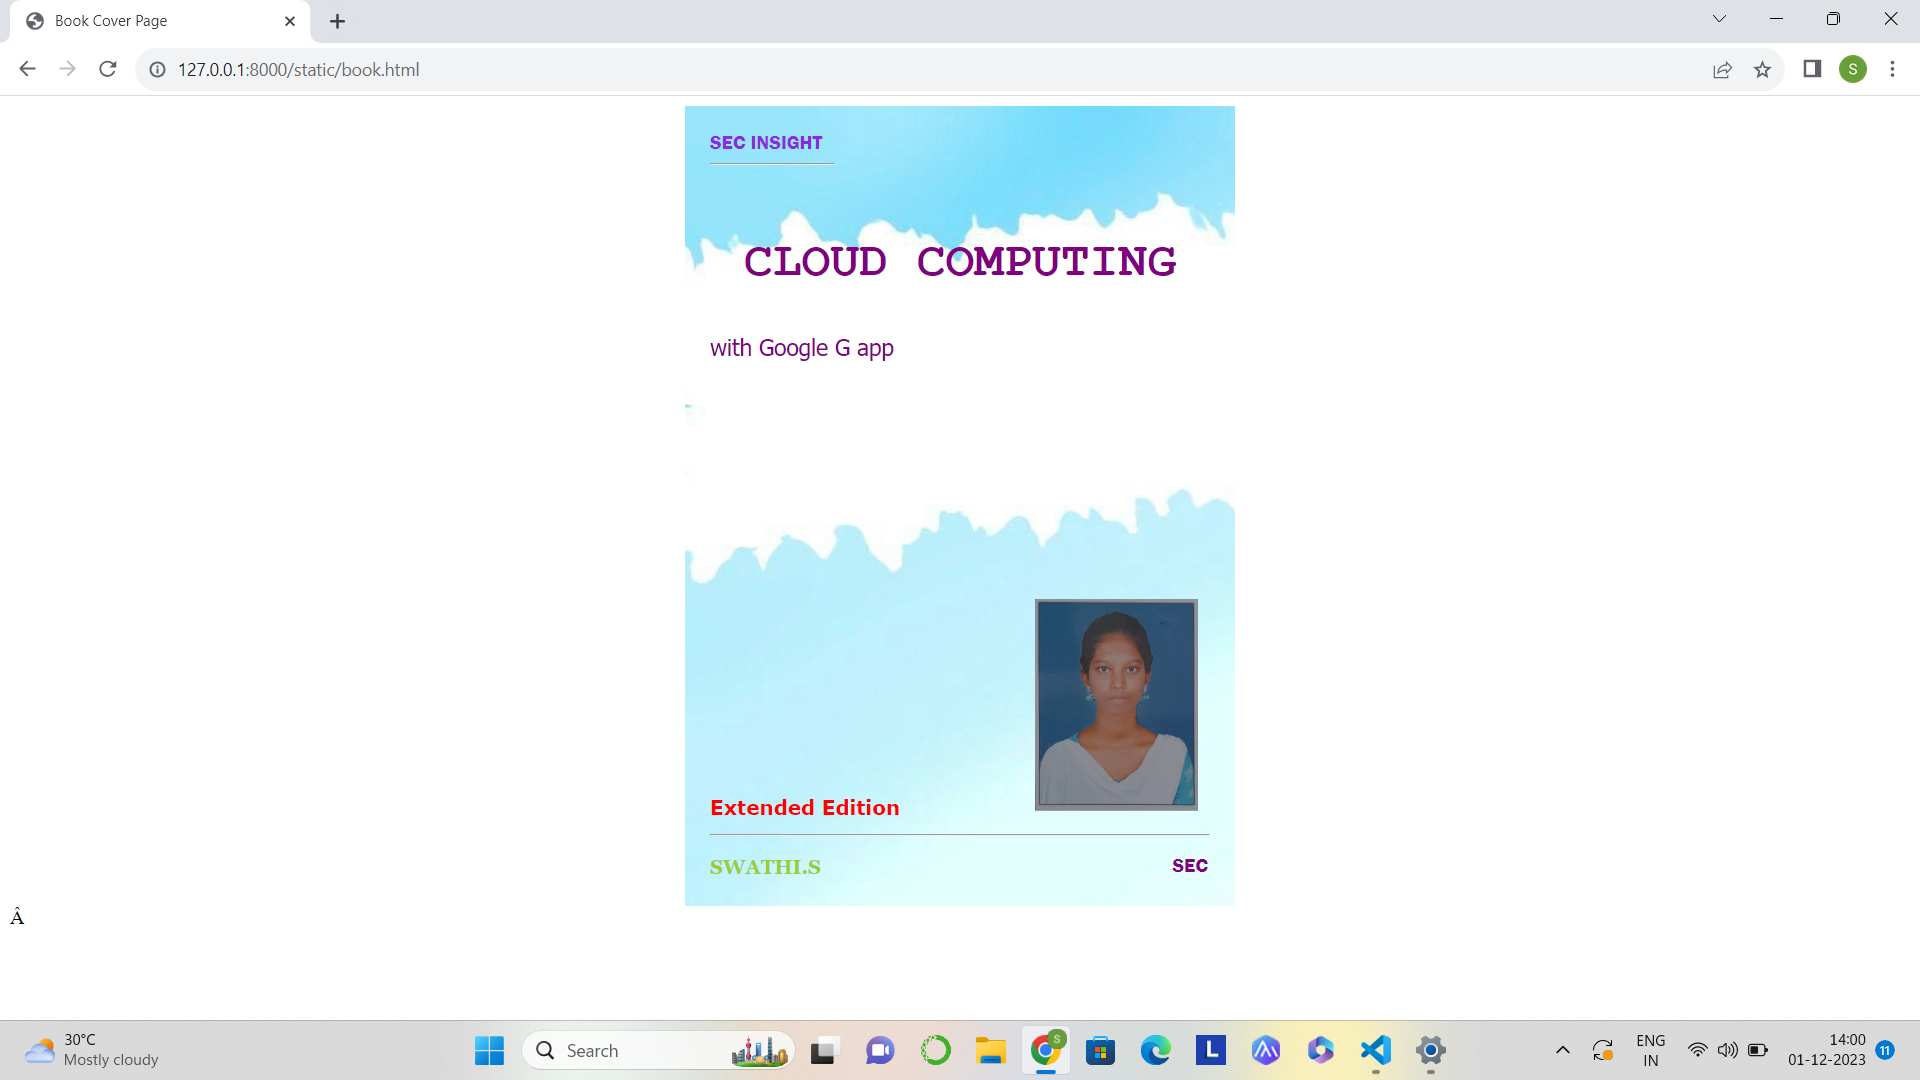 Book Cover Page
127.0.0.1:8000/static/book.html
S
SEC INSIGHT
CLOUD COMPUTING
with Google G app
Extended Edition
SWATHI.S
SEC
Â
30°C
Mostly cloudy
Search
S
L
ENG
IN
14:00
01-12-2023
11